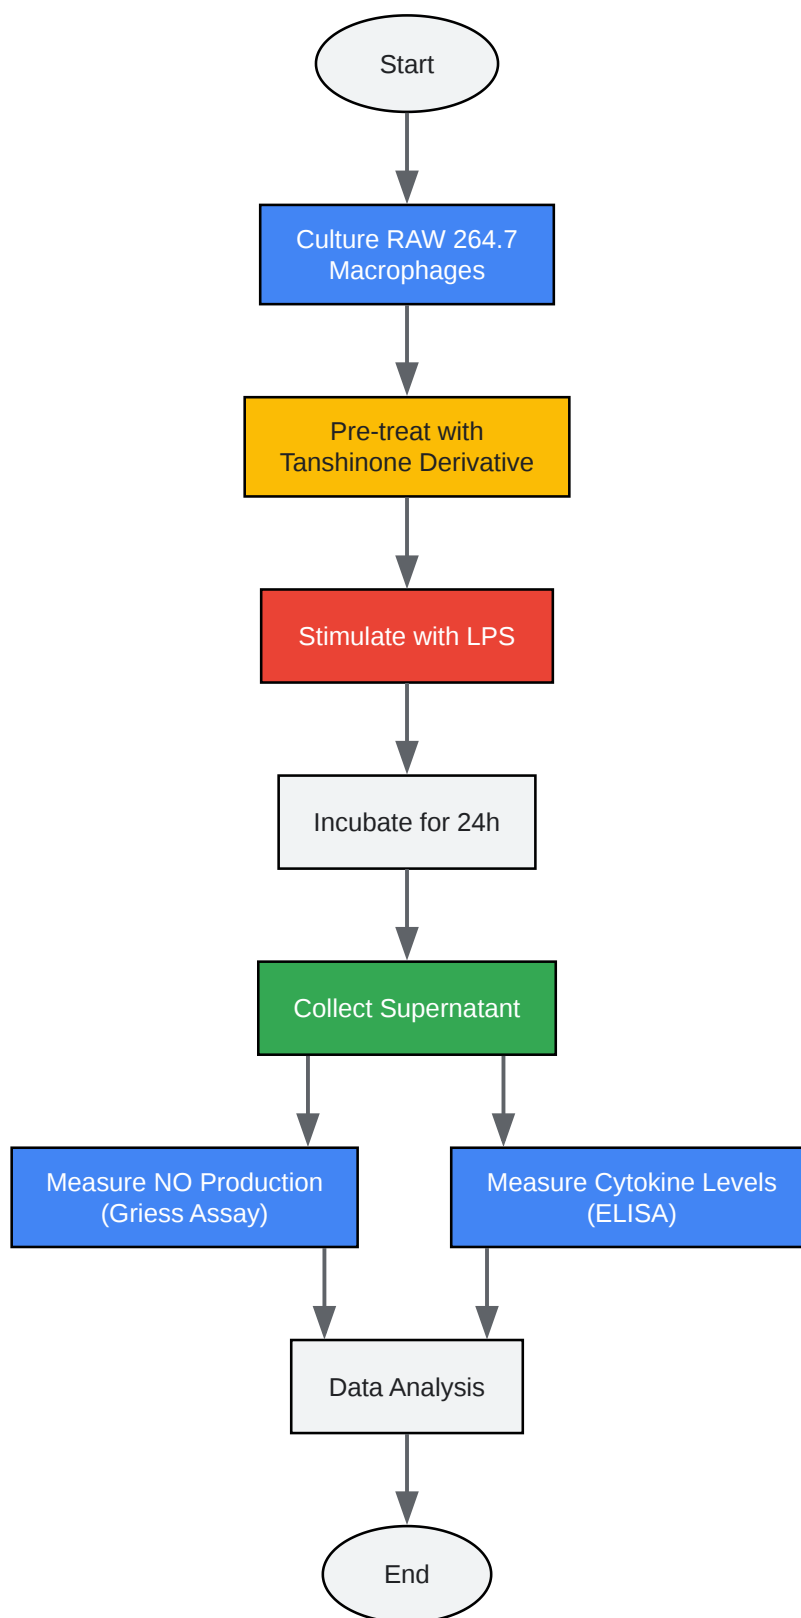 Start
Culture RAW 264.7
Macrophages
Pre-treat with
Tanshinone Derivative
Stimulate with LPS
Incubate for 24h
Collect Supernatant
Measure NO Production
(Griess Assay)
Measure Cytokine Levels
(ELISA)
Data Analysis
End